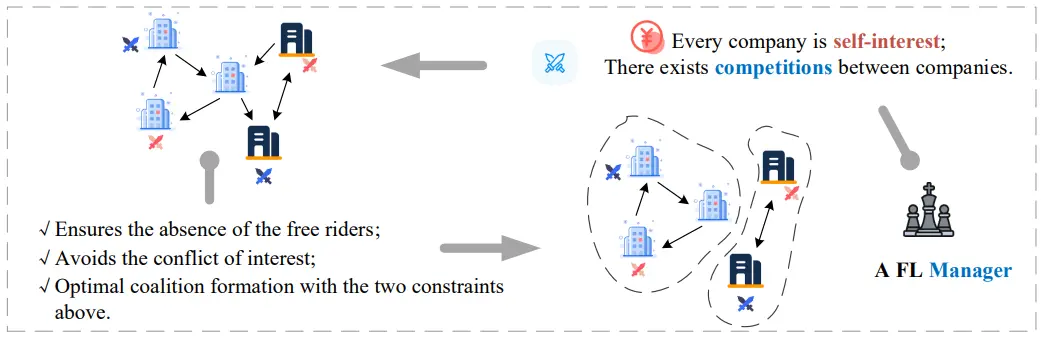 ¥ Every company is self-interest;
There exists competitions between companies.
√ Ensures the absence of the free riders;
√ Avoids the conflict of interest;
√ Optimal coalition formation with the two constraints
above.
A FL Manager